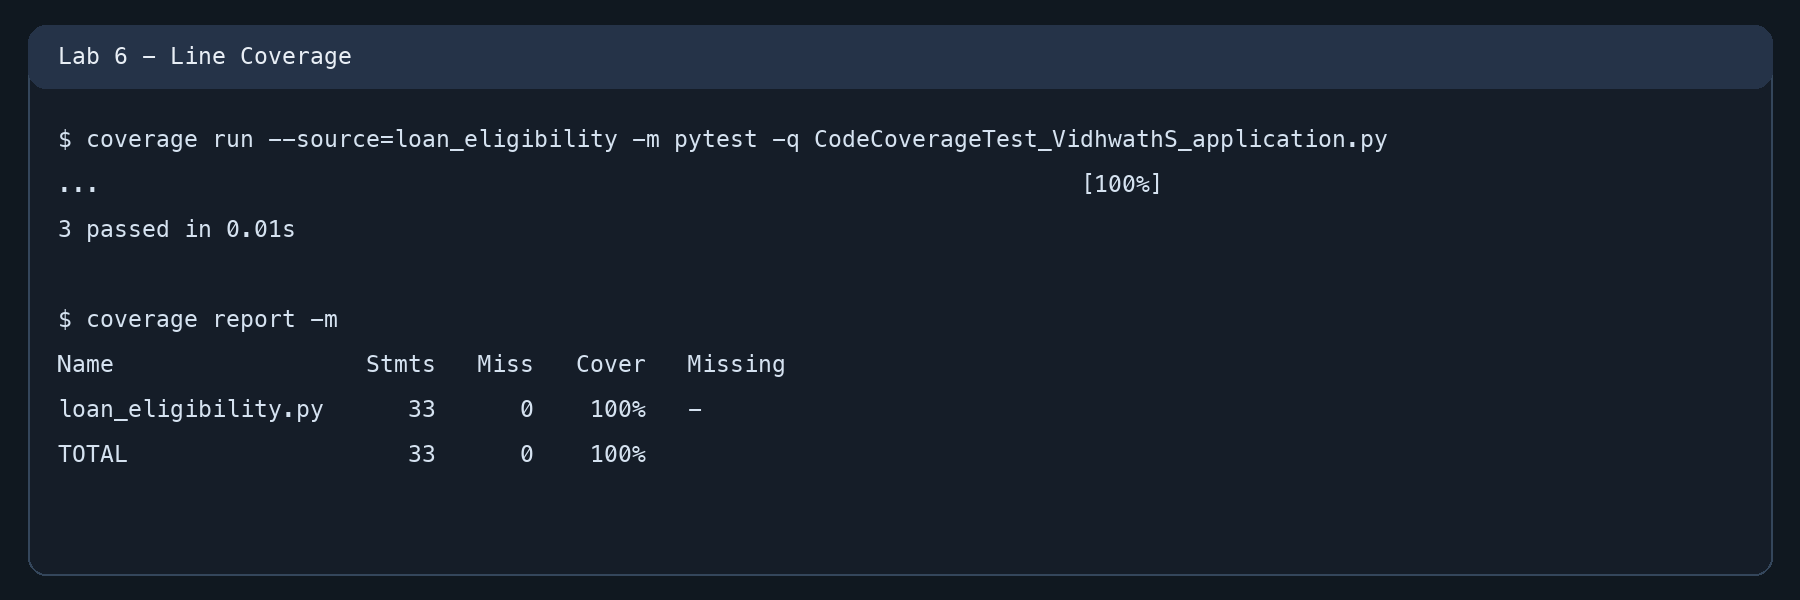 Lab 6 – Line Coverage
$ coverage run --source=loan_eligibility -m pytest -q CodeCoverageTest_VidhwathS_application.py
... [100%]
3 passed in 0.01s
$ coverage report -m
Name Stmts Miss Cover Missing
loan_eligibility.py 33 0 100% -
TOTAL 33 0 100%